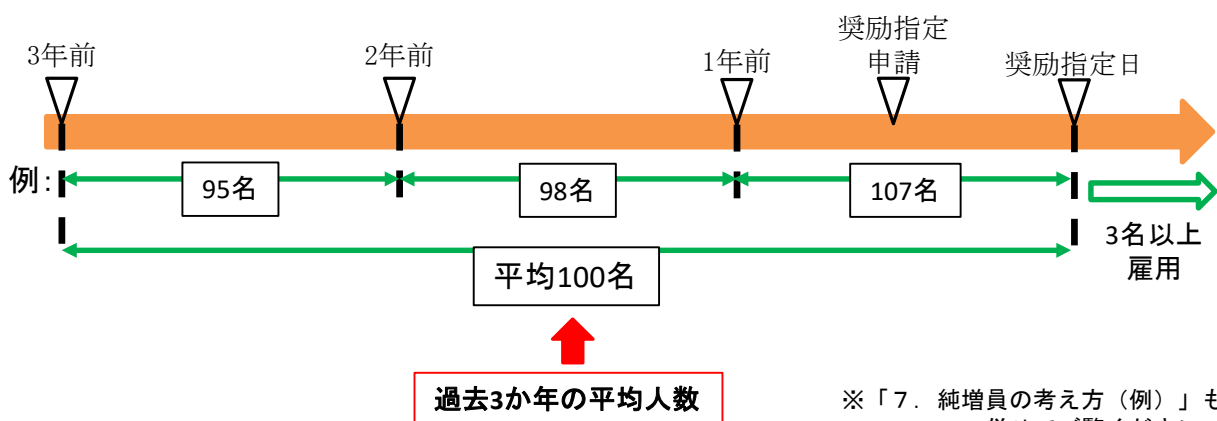 3年前
2年前
1年前
奨励指定
申請
奨励指定日
例:
95名
98名
107名
3名以上
雇用
平均100名
過去3か年の平均人数
※「７．純増員の考え方（例）」も